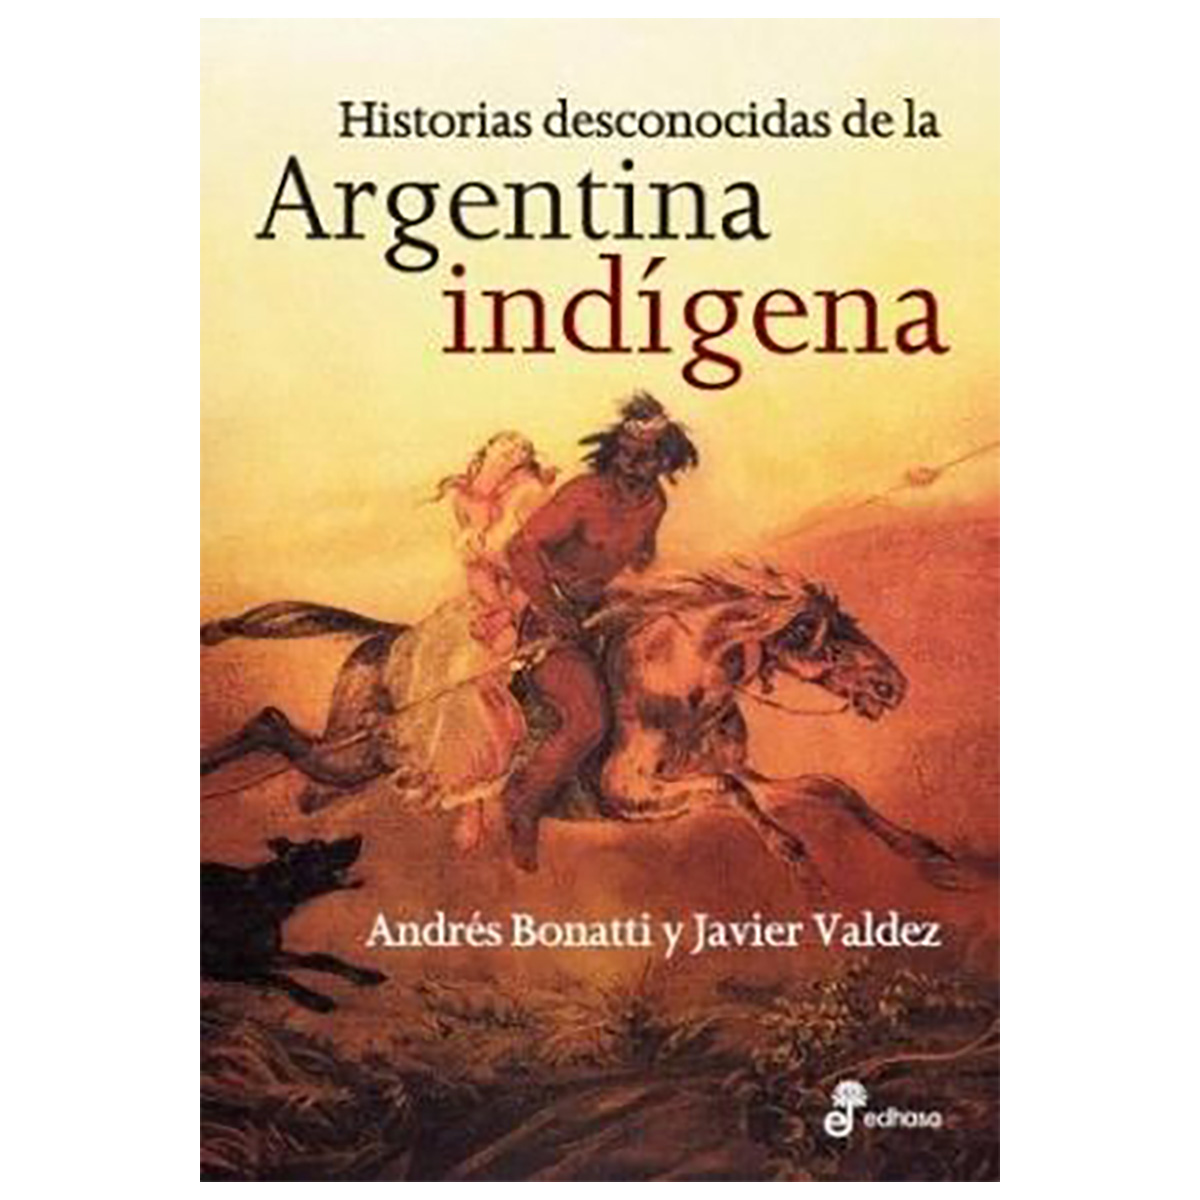 Historias desconocidas de la
Argentina
indígena
Andrés Bonatti y Javier Valdez
edhasa